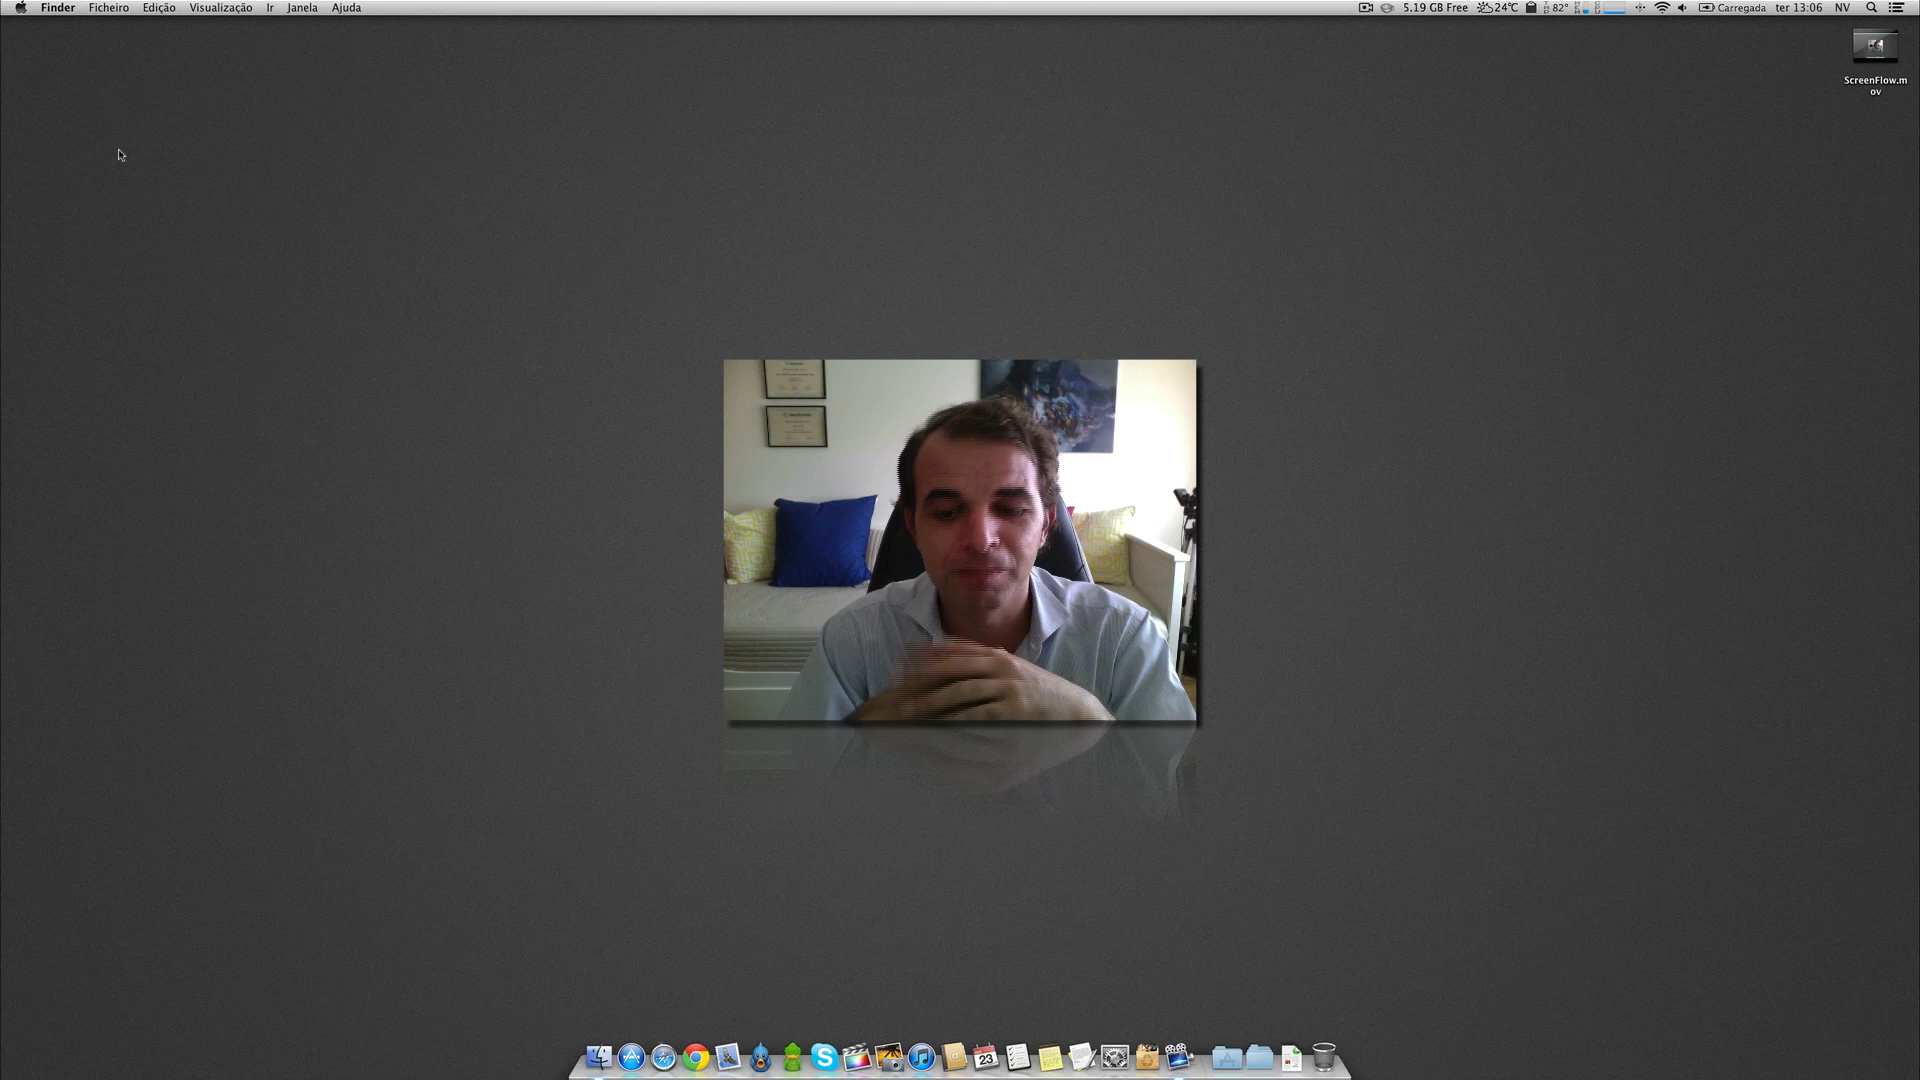 Finder Ficheiro Edição Visualização Ir Janela Ajuda 5.19 GB Free 24°C 82° Carregada ter 13:06 NV
ScreenFlow.m
ov
23